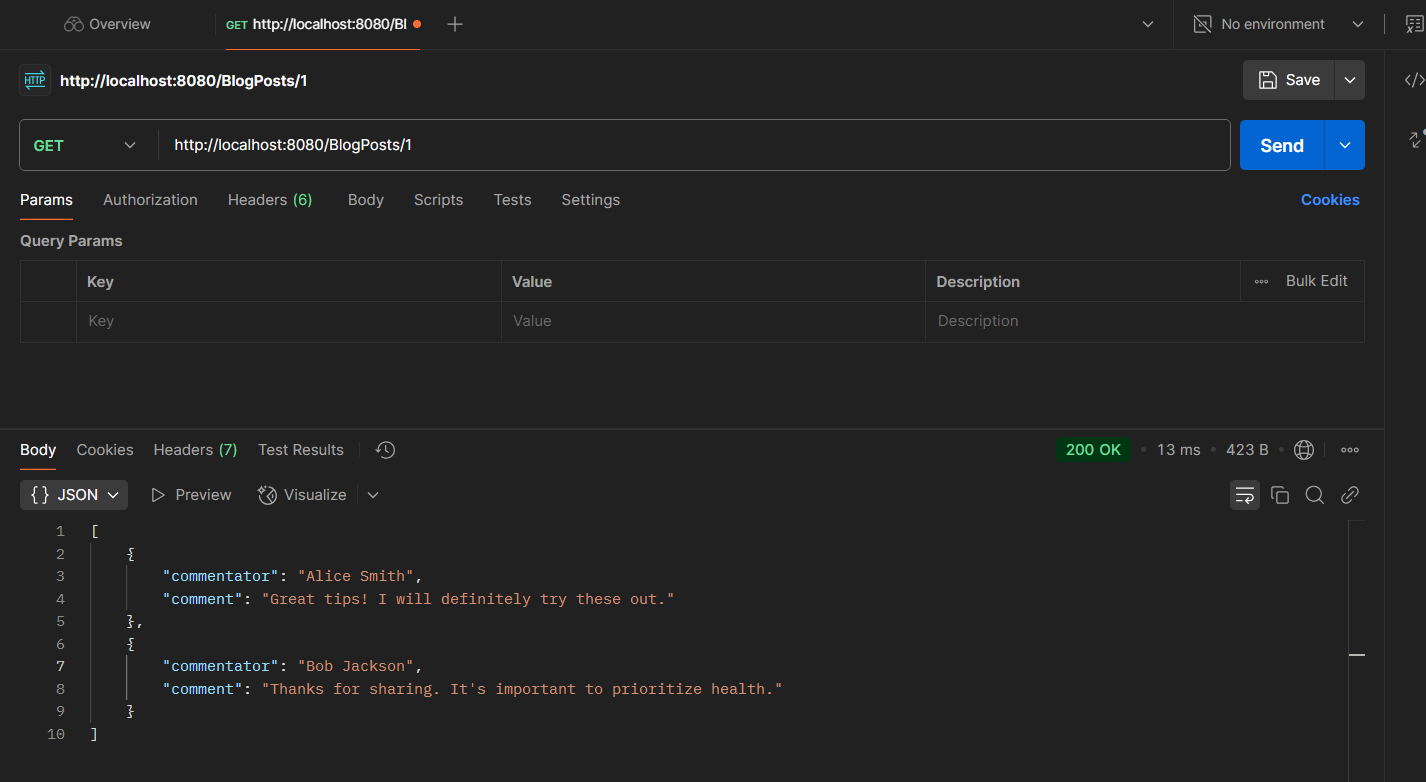 Overview
GET http://localhost:8080/Bl
No environment
HTTP http://localhost:8080/BlogPosts/1
Save
GET http://localhost:8080/BlogPosts/1
Send
Params Authorization Headers (6) Body Scripts Tests Settings Cookies
Query Params
Key Value Description Bulk Edit
Key Value Description
Body Cookies Headers (7) Test Results 200 OK • 13 ms • 423 B •
{} JSON Preview Visualize
1 [
2 {
3 "commentator": "Alice Smith",
4 "comment": "Great tips! I will definitely try these out."
5 },
6 {
7 "commentator": "Bob Jackson",
8 "comment": "Thanks for sharing. It's important to prioritize health."
9 }
10 ]